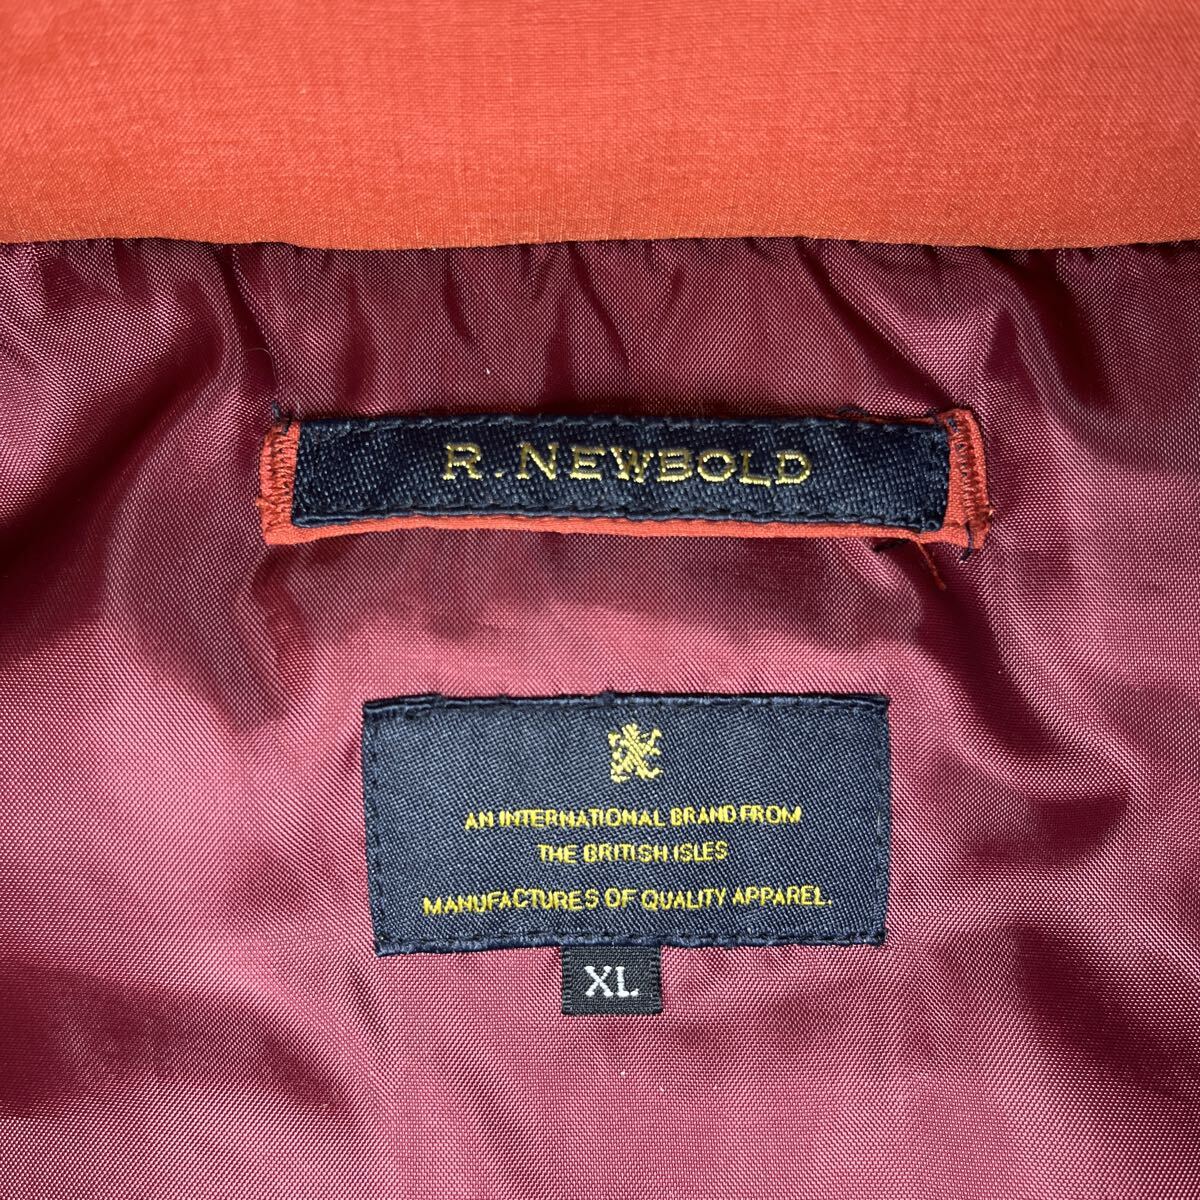 R. NEWBOLD
AN INTERNATIONAL BRAND FROM
THE BRITISH ISLES
MANUFACTURES OF QUALITY APPAREL.
XL